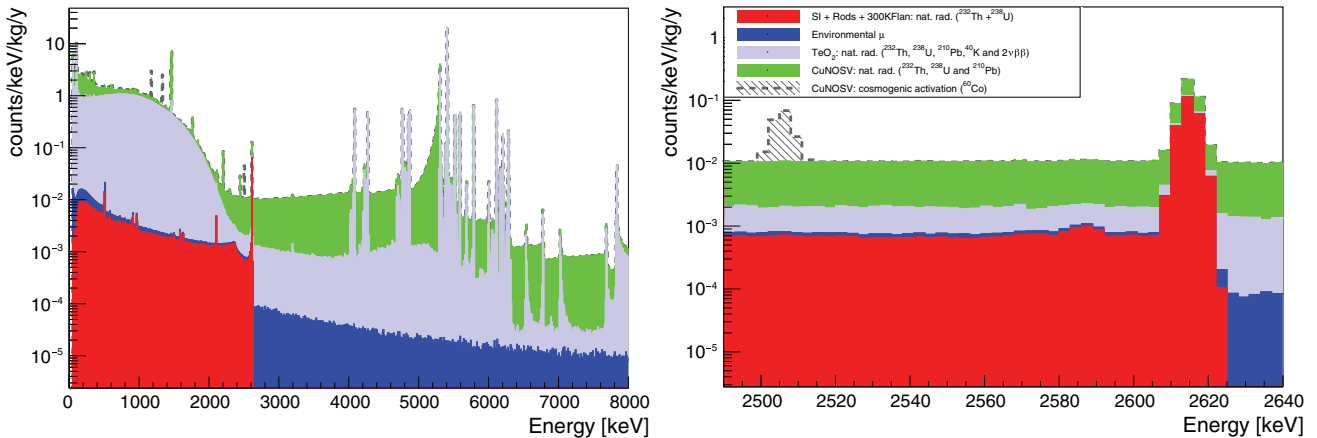 counts/keV/kg/y
10
1
10⁻¹
10⁻²
10⁻³
10⁻⁴
10⁻⁵
0 1000 2000 3000 4000 5000 6000 7000 8000
Energy [keV]
counts/keV/kg/y
1
10⁻¹
10⁻²
10⁻³
10⁻⁴
10⁻⁵
SI + Rods + 300KFlan: nat. rad. (²³²Th +²³⁸U)
Environmental μ
TeO₂: nat. rad. (²³²Th, ²³⁸U, ²¹⁰Pb,⁴⁰K and 2νββ)
CuNOSV: nat. rad. (²³²Th, ²³⁸U and ²¹⁰Pb)
CuNOSV: cosmogenic activation (⁶⁰Co)
2500 2520 2540 2560 2580 2600 2620 2640
Energy [keV]